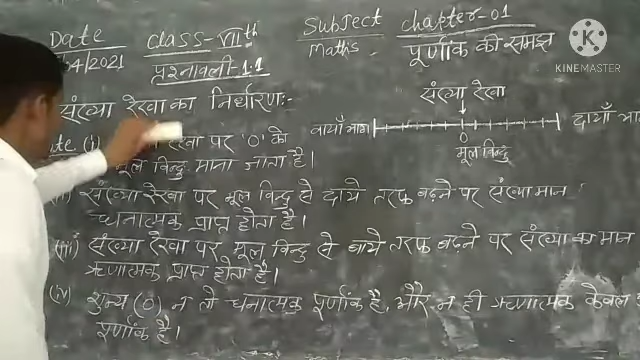 Date class-VIIth Subject chapter-01
04/2021 Maths पूर्णांक की समझ
प्रश्नावली-1.1
संख्या रेखा का निर्धारण:- संख्या रेखा
बायाँ भाग दायाँ भाग
0
मूल बिन्दु
रेखा पर '0' को
मूल बिन्दु माना जाता है।
संख्या रेखा पर मूल बिन्दु से दाये तरफ बढ़ने पर संख्या मान
धनात्मक प्राप्त होता है।
(iii) संख्या रेखा पर मूल बिन्दु से बाये तरफ बढ़ने पर संख्या का मान
ऋणात्मक प्राप्त होता है।
(iv) शुन्य (0) न तो धनात्मक पूर्णांक है, और न ही ऋणात्मक केवल
पूर्णांक है।
KINEMASTER